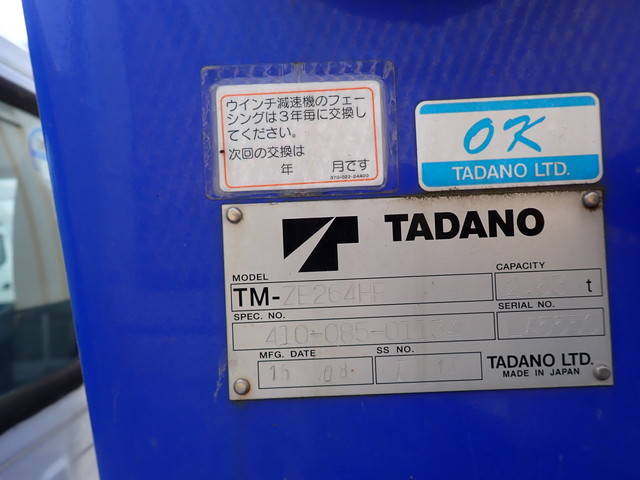 ウインチ減速機のフェー
シングは3年毎に交換し
てください。
次回の交換は
年 月です
OK
TADANO LTD.
TADANO
MODEL
TM-ZE264HR
CAPACITY
t
SPEC. NO.
SERIAL NO.
MFG. DATE
SS NO.
15 08
TADANO LTD.
MADE IN JAPAN